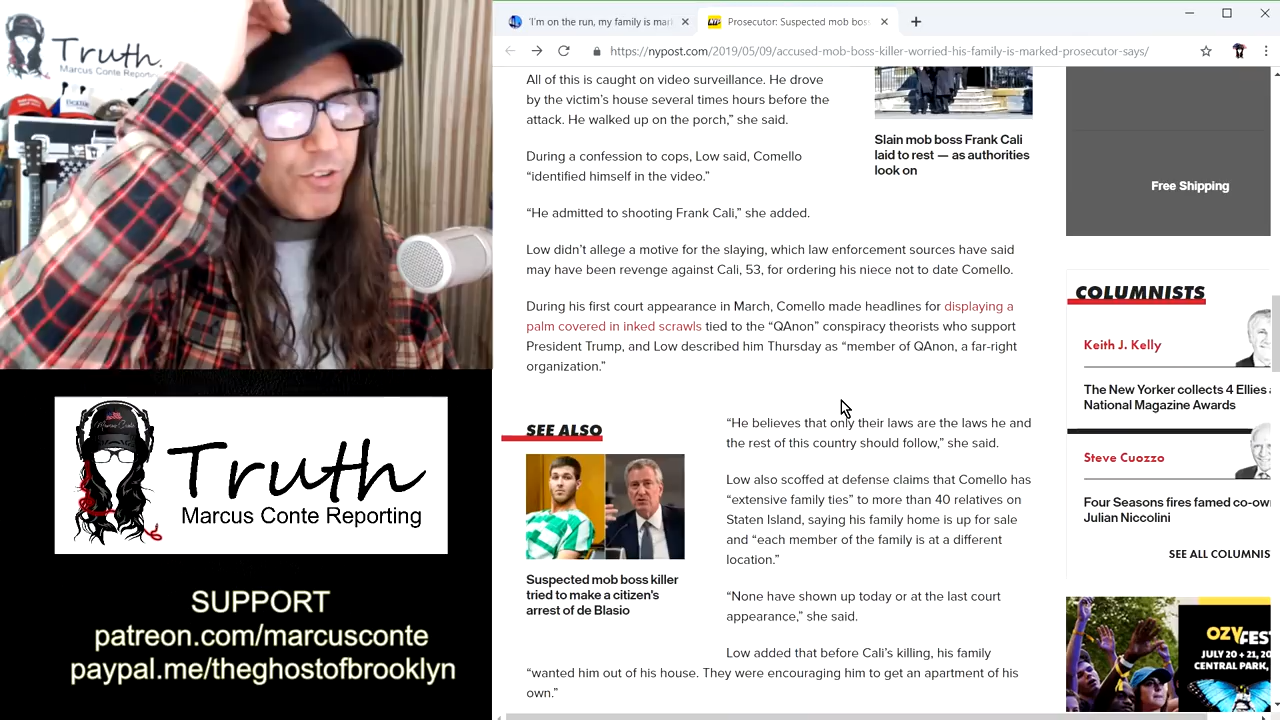 Truth.
Marcus Conte Report
'I'm on the run, my family is mar
Prosecutor: Suspected mob bos
https://nypost.com/2019/05/09/accused-mob-boss-killer-worried-his-family-is-marked-prosecutor-says/
All of this is caught on video surveillance. He drove
by the victim's house several times hours before the
attack. He walked up on the porch,” she said.
During a confession to cops, Low said, Comello
“identified himself in the video.”
“He admitted to shooting Frank Cali,” she added.
Low didn't allege a motive for the slaying, which law enforcement sources have said
may have been revenge against Cali, 53, for ordering his niece not to date Comello.
During his first court appearance in March, Comello made headlines for displaying a
palm covered in inked scrawls tied to the “QAnon” conspiracy theorists who support
President Trump, and Low described him Thursday as “member of QAnon, a far-right
organization.”
Slain mob boss Frank Cali
laid to rest — as authorities
look on
SEE ALSO
Suspected mob boss killer
tried to make a citizen's
arrest of de Blasio
“He believes that only their laws are the laws he and
the rest of this country should follow,” she said.
Low also scoffed at defense claims that Comello has
“extensive family ties” to more than 40 relatives on
Staten Island, saying his family home is up for sale
and “each member of the family is at a different
location.”
“None have shown up today or at the last court
appearance,” she said.
Low added that before Cali's killing, his family
“wanted him out of his house. They were encouraging him to get an apartment of his
own.”
Free Shipping
COLUMNISTS
Keith J. Kelly
The New Yorker collects 4 Ellies a
National Magazine Awards
Steve Cuozzo
Four Seasons fires famed co-ow
Julian Niccolini
SEE ALL COLUMNIS
OZY FES
JULY 20 + 21, 20
CENTRAL PARK,
Marcus Conte
Truth
Marcus Conte Reporting
SUPPORT
patreon.com/marcusconte
paypal.me/theghostofbrooklyn